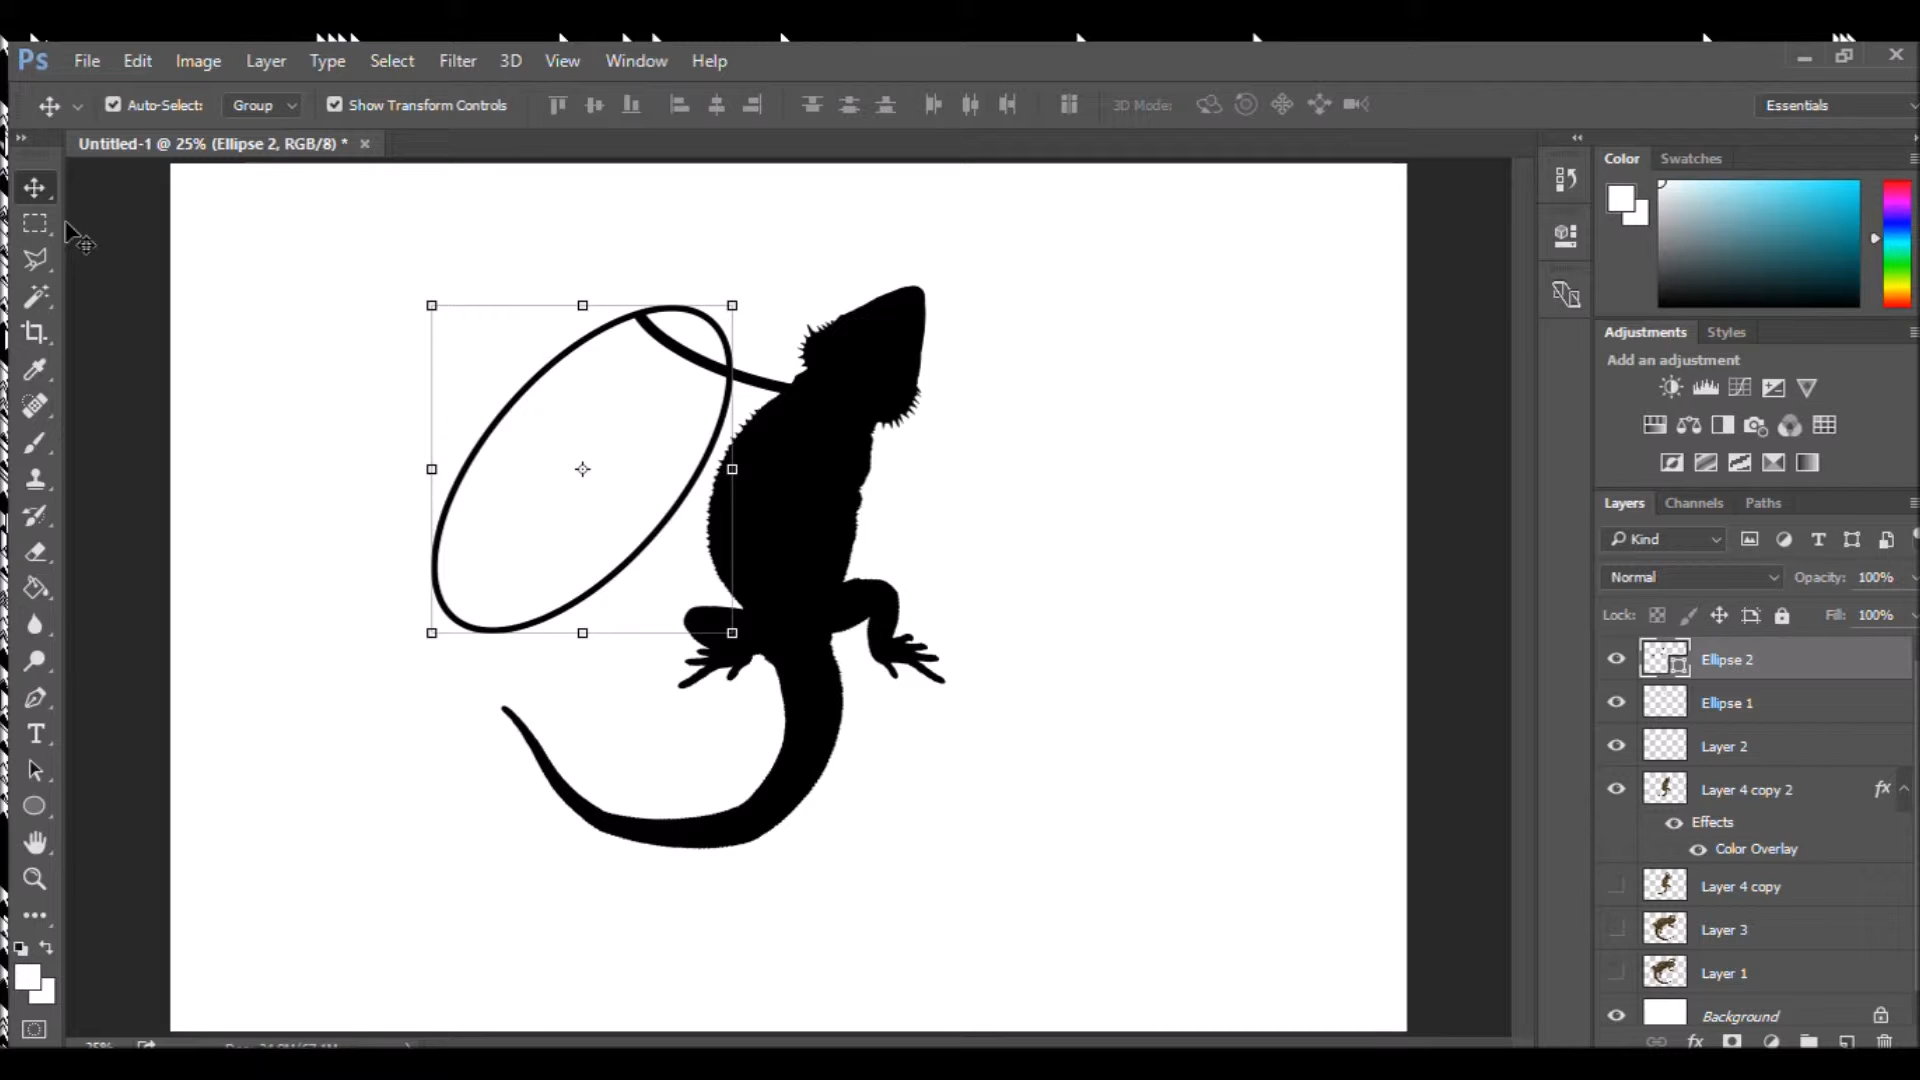 Ps File Edit Image Layer Type Select Filter 3D View Window Help
Auto-Select: Group Show Transform Controls 3D Mode: Essentials
Untitled-1 @ 25% (Ellipse 2, RGB/8) *
Color Swatches
Adjustments Styles
Add an adjustment
Layers Channels Paths
Kind
Normal Opacity: 100%
Lock: Fill: 100%
Ellipse 2
Ellipse 1
Layer 2
Layer 4 copy 2 fx
Effects
Color Overlay
Layer 4 copy
Layer 3
Layer 1
Background
fx